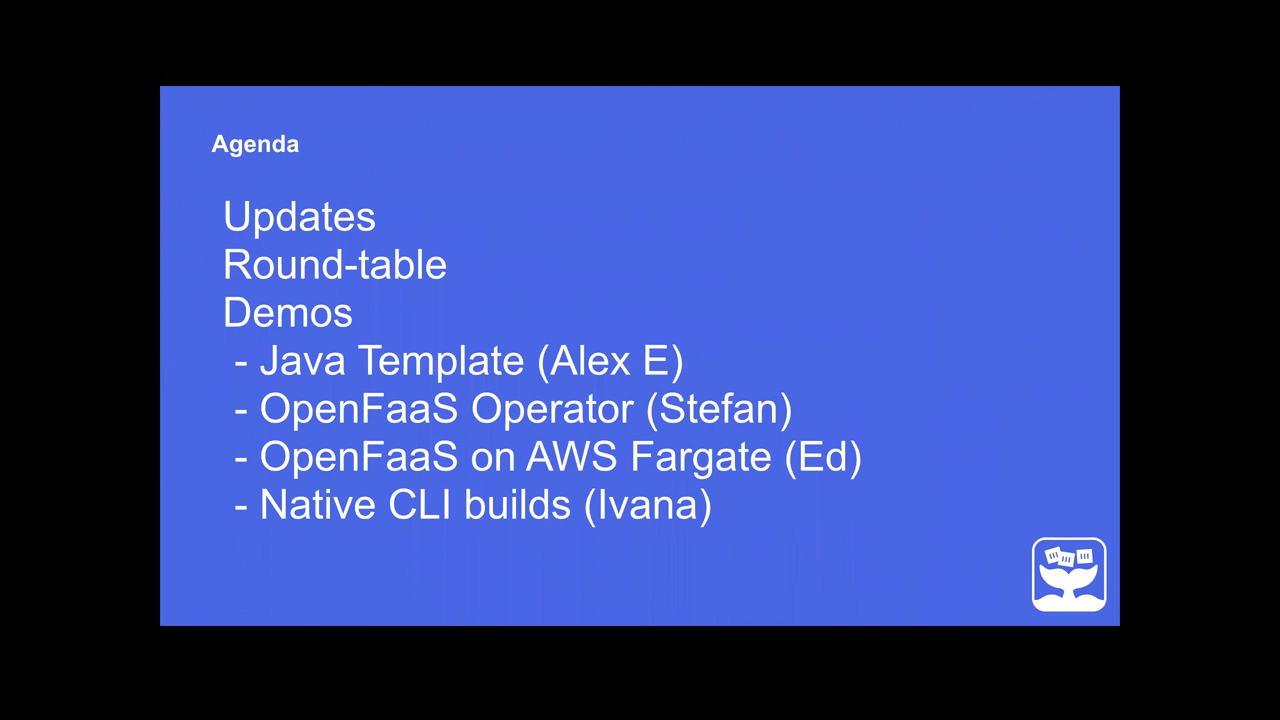 Agenda
Updates
Round-table
Demos
- Java Template (Alex E)
- OpenFaaS Operator (Stefan)
- OpenFaaS on AWS Fargate (Ed)
- Native CLI builds (Ivana)